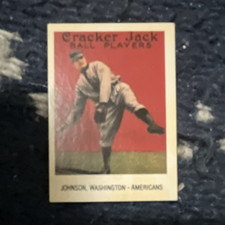 Cracker Jack
BALL PLAYERS
JOHNSON, WASHINGTON - AMERICANS